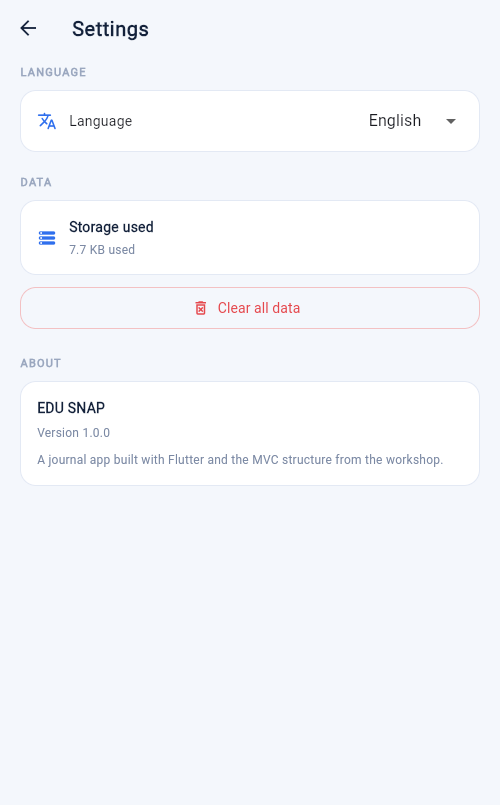 Settings
LANGUAGE
Language English
DATA
Storage used
7.7 KB used
Clear all data
ABOUT
EDU SNAP
Version 1.0.0
A journal app built with Flutter and the MVC structure from the workshop.